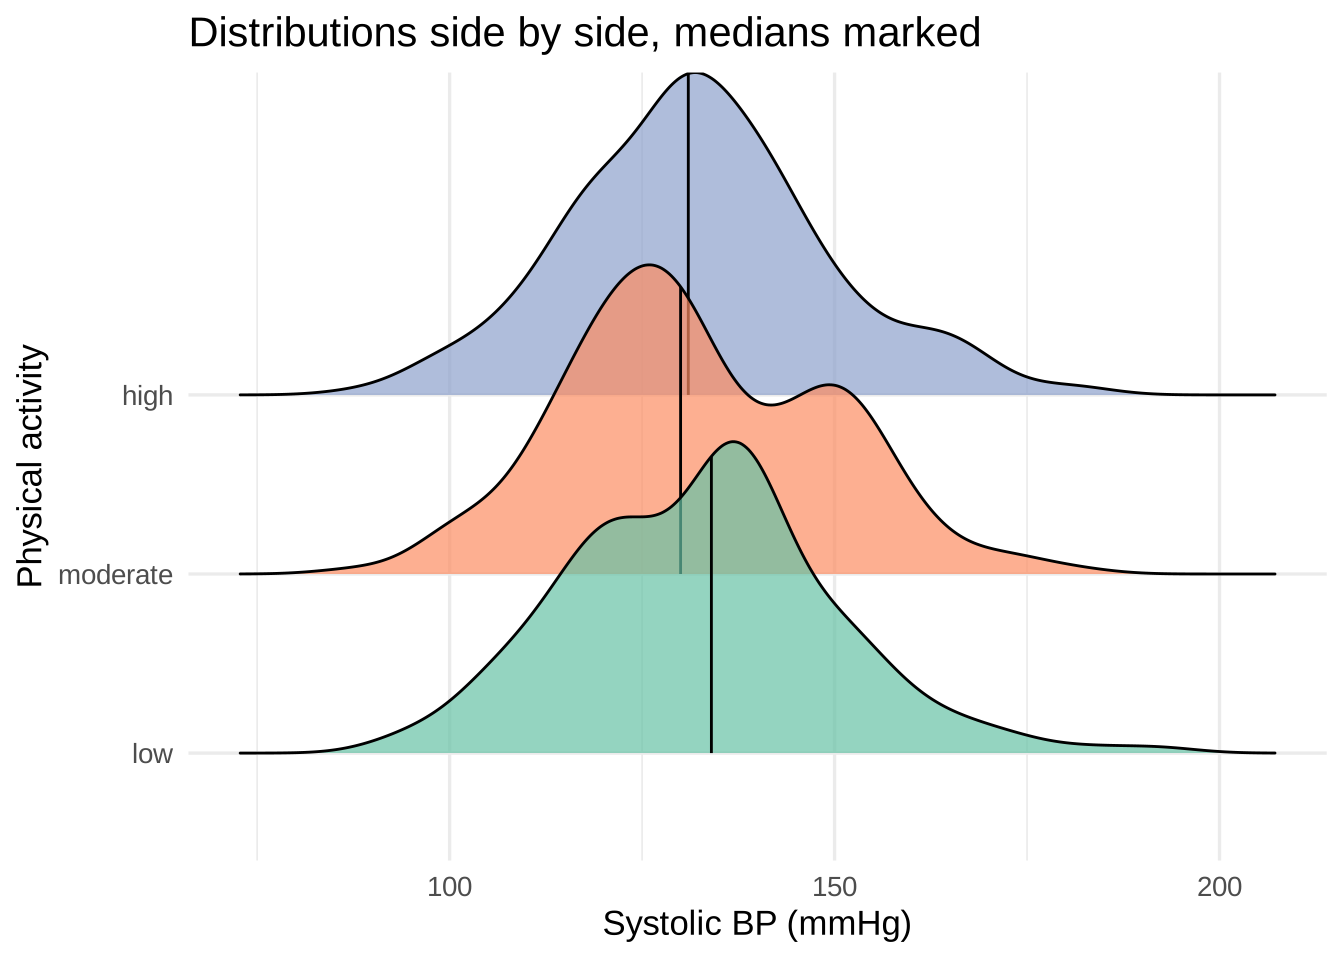 Distributions side by side, medians marked
Physical activity
high
moderate
low
100 150 200
Systolic BP (mmHg)